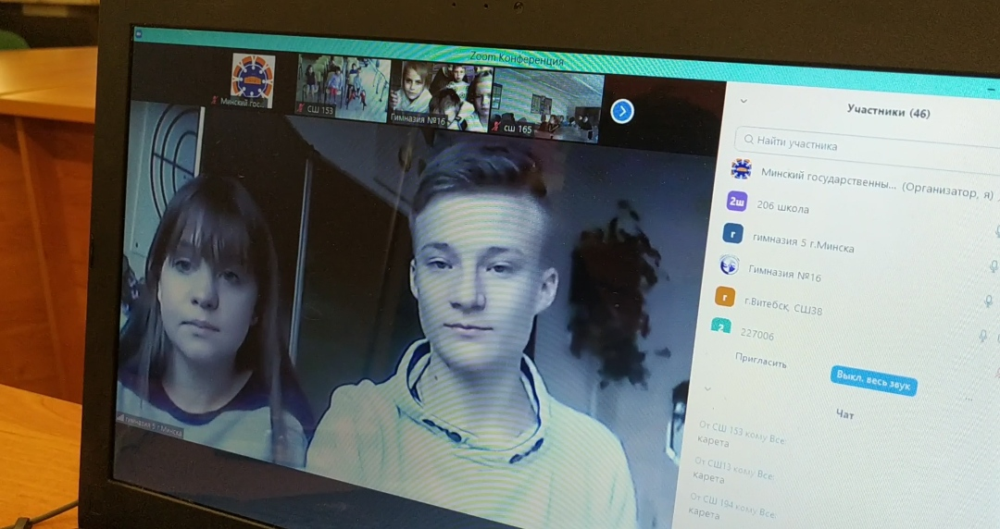 Zoom Конференция
Минский гос...
СШ 153
Гимназия №16
сш 165
гимназия 5 г.Минска
Участники (46)
Найти участника
Минский государственны... (Организатор, я)
2ш 206 школа
г гимназия 5 г.Минска
Гимназия №16
г г.Витебск, СШ38
2 227006
Пригласить
Выкл. весь звук
...
Чат
От СШ 153 кому Все:
карета
От СШ13 кому Все:
карета
От СШ 194 кому Все:
карета